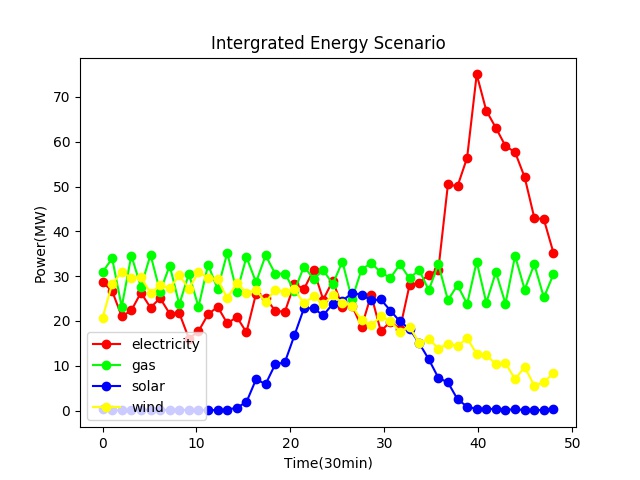 Intergrated Energy Scenario
Power(MW)
70
60
50
40
30
20
10
0
electricity
gas
solar
wind
0 10 20 30 40 50
Time(30min)